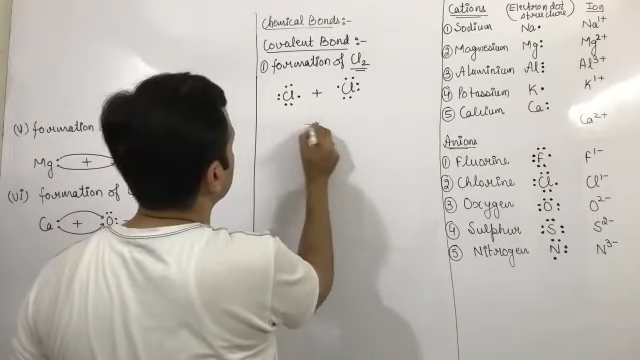 (v) formation
Mg: +
(vi) formation of
Ca: + :Ö:
Chemical Bonds:-
Covalent Bond:-
① formation of Cl₂
:Cl. + .Cl:
Cations (Electron dot structure) Ion
① Sodium Na• Na¹⁺
② Magnesium Mg: Mg²⁺
③ Aluminium Al⋮ Al³⁺
④ Potassium K• K¹⁺
⑤ Calcium Ca: Ca²⁺
Anions
① Fluorine :F• F¹⁻
② Chlorine :Cl• Cl¹⁻
③ Oxygen :O: O²⁻
④ Sulphur :S: S²⁻
⑤ Nitrogen N: N³⁻